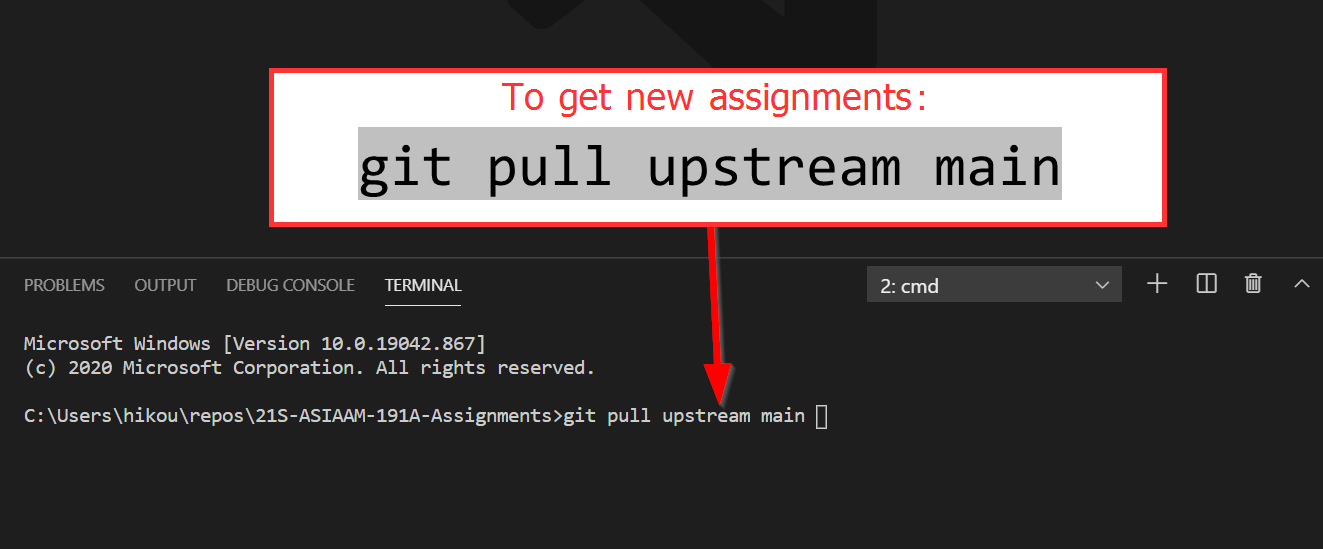 To get new assignments:
git pull upstream main
PROBLEMS OUTPUT DEBUG CONSOLE TERMINAL 2: cmd
Microsoft Windows [Version 10.0.19042.867]
(c) 2020 Microsoft Corporation. All rights reserved.
C:\Users\hikou\repos\21S-ASIAAM-191A-Assignments>git pull upstream main